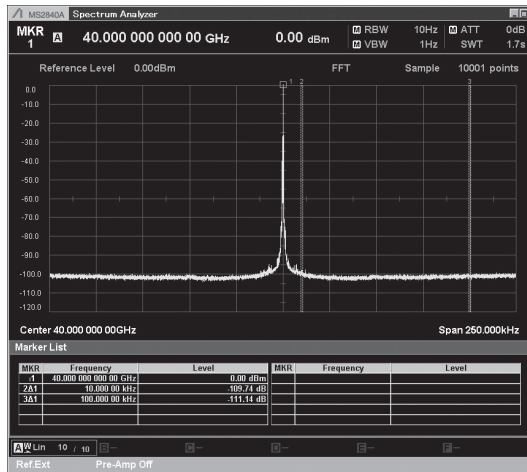 MS2840A Spectrum Analyzer
MKR 1 A 40.000 000 000 00 GHz 0.00 dBm M RBW 10Hz M ATT 0dB
M VBW 1Hz SWT 1.7s
Reference Level 0.00dBm FFT Sample 10001 points
1 2 3
0.0
-10.0
-20.0
-30.0
-40.0
-50.0
-60.0
-70.0
-80.0
-90.0
-100.0
-110.0
-120.0
Center 40.000 000 00GHz Span 250.000kHz
Marker List
MKR Frequency Level MKR Frequency Level
1 40.000 000 000 00 GHz 0.00 dBm
2Δ1 10.000 00 kHz -109.74 dB
3Δ1 100.000 00 kHz -111.14 dB
A W Lin 10 / 10 B— C— D— E— F—
Ref.Ext Pre-Amp Off